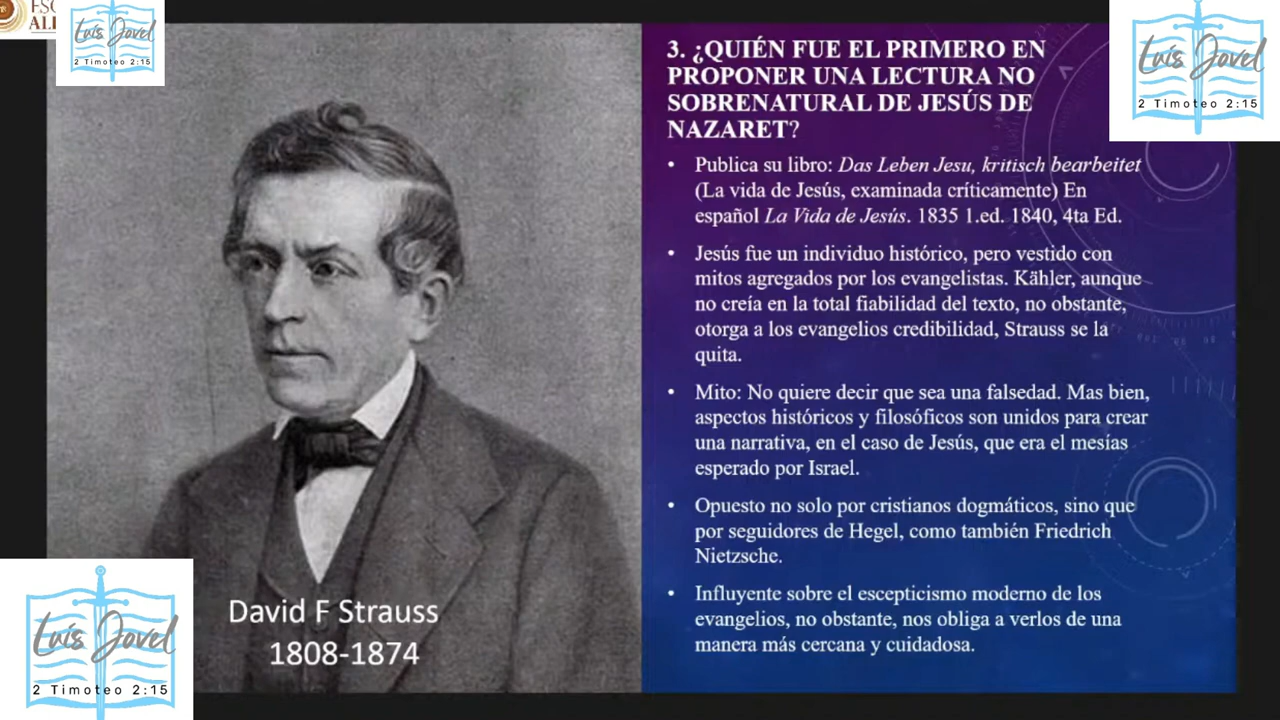 Luis Jovel
2 Timoteo 2:15
Luis Jovel
2 Timoteo 2:15
3. ¿QUIÉN FUE EL PRIMERO EN
PROPONER UNA LECTURA NO
SOBRENATURAL DE JESÚS DE
NAZARET?
• Publica su libro: Das Leben Jesu, kritisch bearbeitet
(La vida de Jesús, examinada críticamente) En
español La Vida de Jesús. 1835 1.ed. 1840, 4ta Ed.
• Jesús fue un individuo histórico, pero vestido con
mitos agregados por los evangelistas. Kähler, aunque
no creía en la total fiabilidad del texto, no obstante,
otorga a los evangelios credibilidad, Strauss se la
quita.
• Mito: No quiere decir que sea una falsedad. Mas bien,
aspectos históricos y filosóficos son unidos para crear
una narrativa, en el caso de Jesús, que era el mesías
esperado por Israel.
• Opuesto no solo por cristianos dogmáticos, sino que
por seguidores de Hegel, como también Friedrich
Nietzsche.
• Influyente sobre el escepticismo moderno de los
evangelios, no obstante, nos obliga a verlos de una
manera más cercana y cuidadosa.
David F Strauss
1808-1874
Luis Jovel
2 Timoteo 2:15